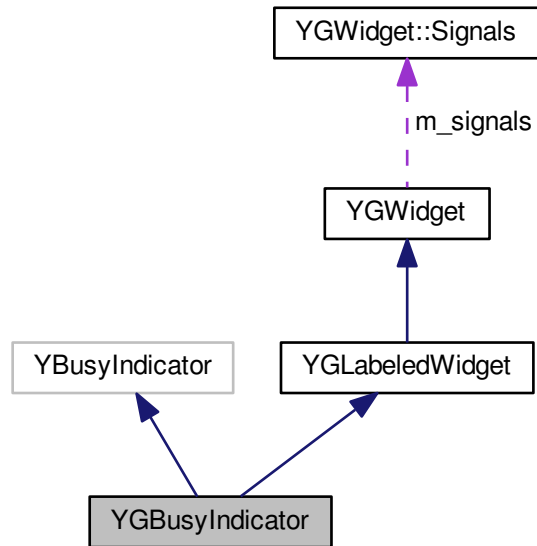 YGWidget::Signals
m_signals
YGWidget
YBusyIndicator
YGLabeledWidget
YGBusyIndicator